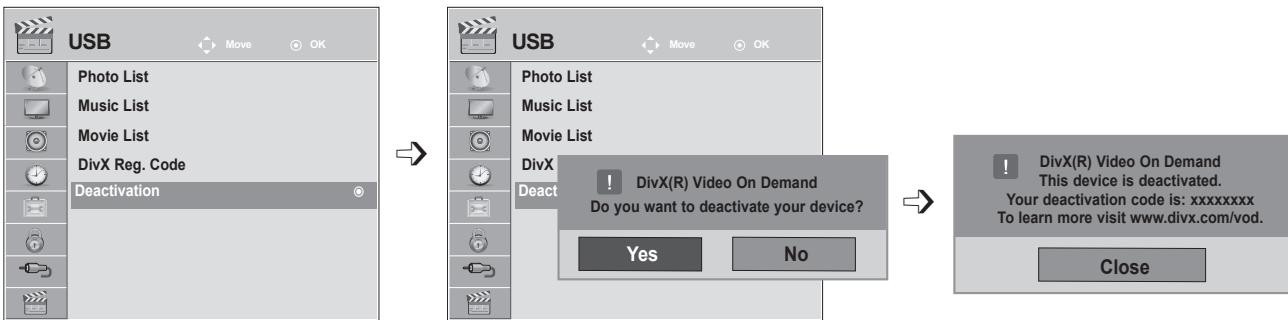 USB Move OK
Photo List
Music List
Movie List
DivX Reg. Code
Deactivation
USB Move OK
Photo List
Music List
Movie List
DivX
Deact
! DivX(R) Video On Demand
Do you want to deactivate your device?
Yes No
! DivX(R) Video On Demand
This device is deactivated.
Your deactivation code is: xxxxxxxx
To learn more visit www.divx.com/vod.
Close